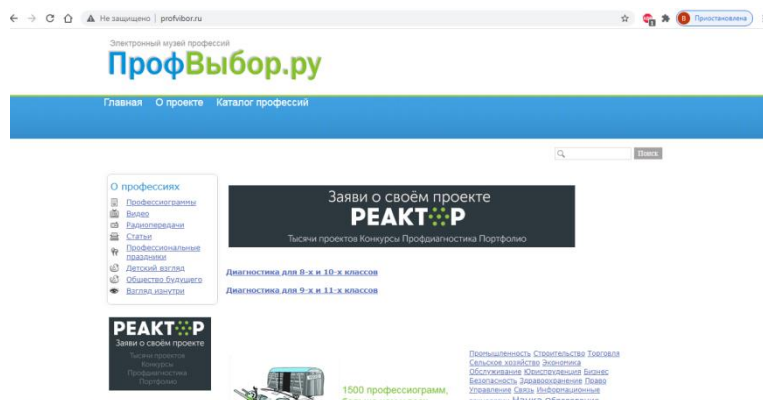 Не защищено | profvibor.ru
Приостановлена
Электронный музей профессий
ПрофВыбор.ру
Главная О проекте Каталог профессий
Поиск
О профессиях
Профессиограммы
Видео
Радиопередачи
Статьи
Профессиональные
праздники
Детский взгляд
Общество будущего
Взгляд изнутри
Заяви о своём проекте
РЕАКТОР
Тысячи проектов Конкурсы Профдиагностика Портфолио
Диагностика для 8-х и 10-х классов
Диагностика для 9-х и 11-х классов
РЕАКТОР
Заяви о своём проекте
Тысячи проектов
Конкурсы
Профдиагностика
Портфолио
1500 профессиограмм,
Промышленность Строительство Торговля
Сельское хозяйство Экономика
Обслуживание Юриспруденция Бизнес
Безопасность Здравоохранение Право
Управление Связь Информационные
Наука Образование